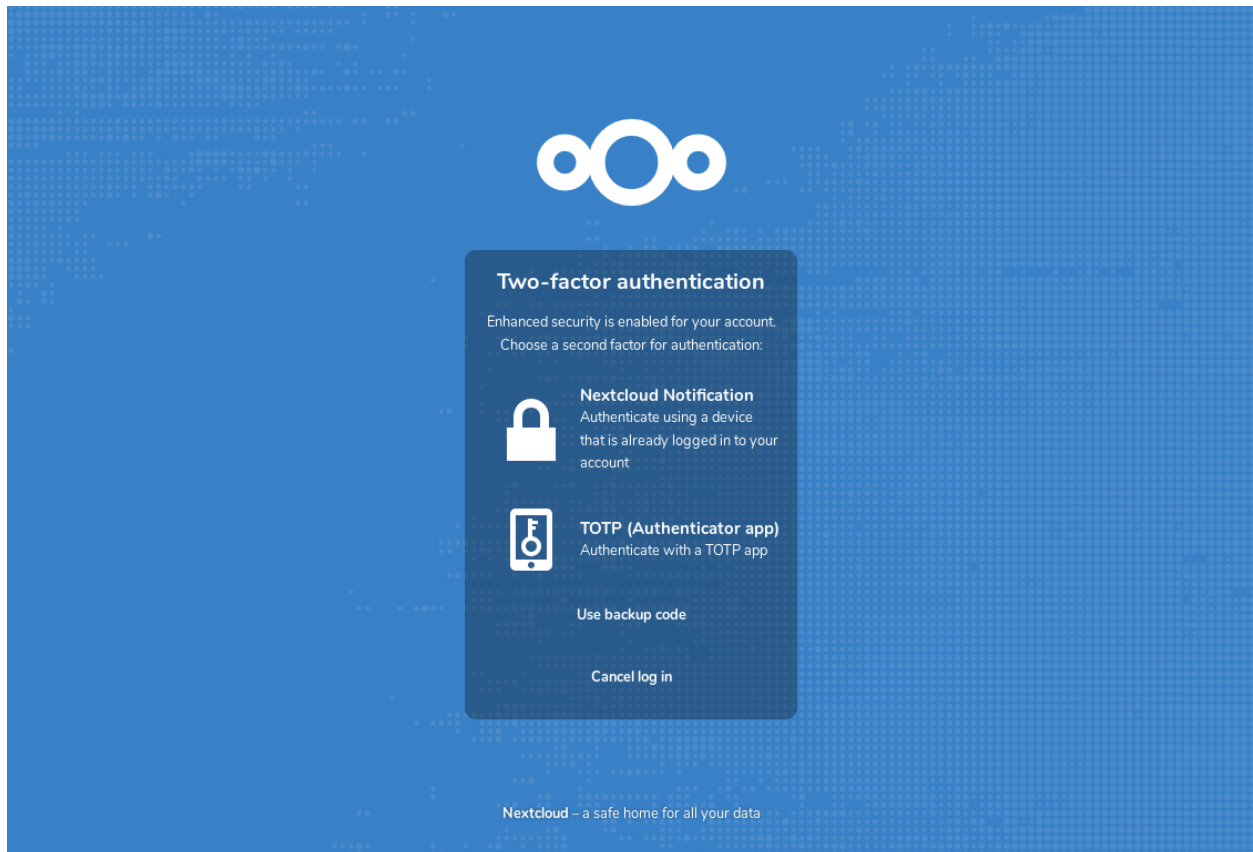 Two-factor authentication
Enhanced security is enabled for your account.
Choose a second factor for authentication:
Nextcloud Notification
Authenticate using a device
that is already logged in to your
account
TOTP (Authenticator app)
Authenticate with a TOTP app
Use backup code
Cancel log in
Nextcloud – a safe home for all your data